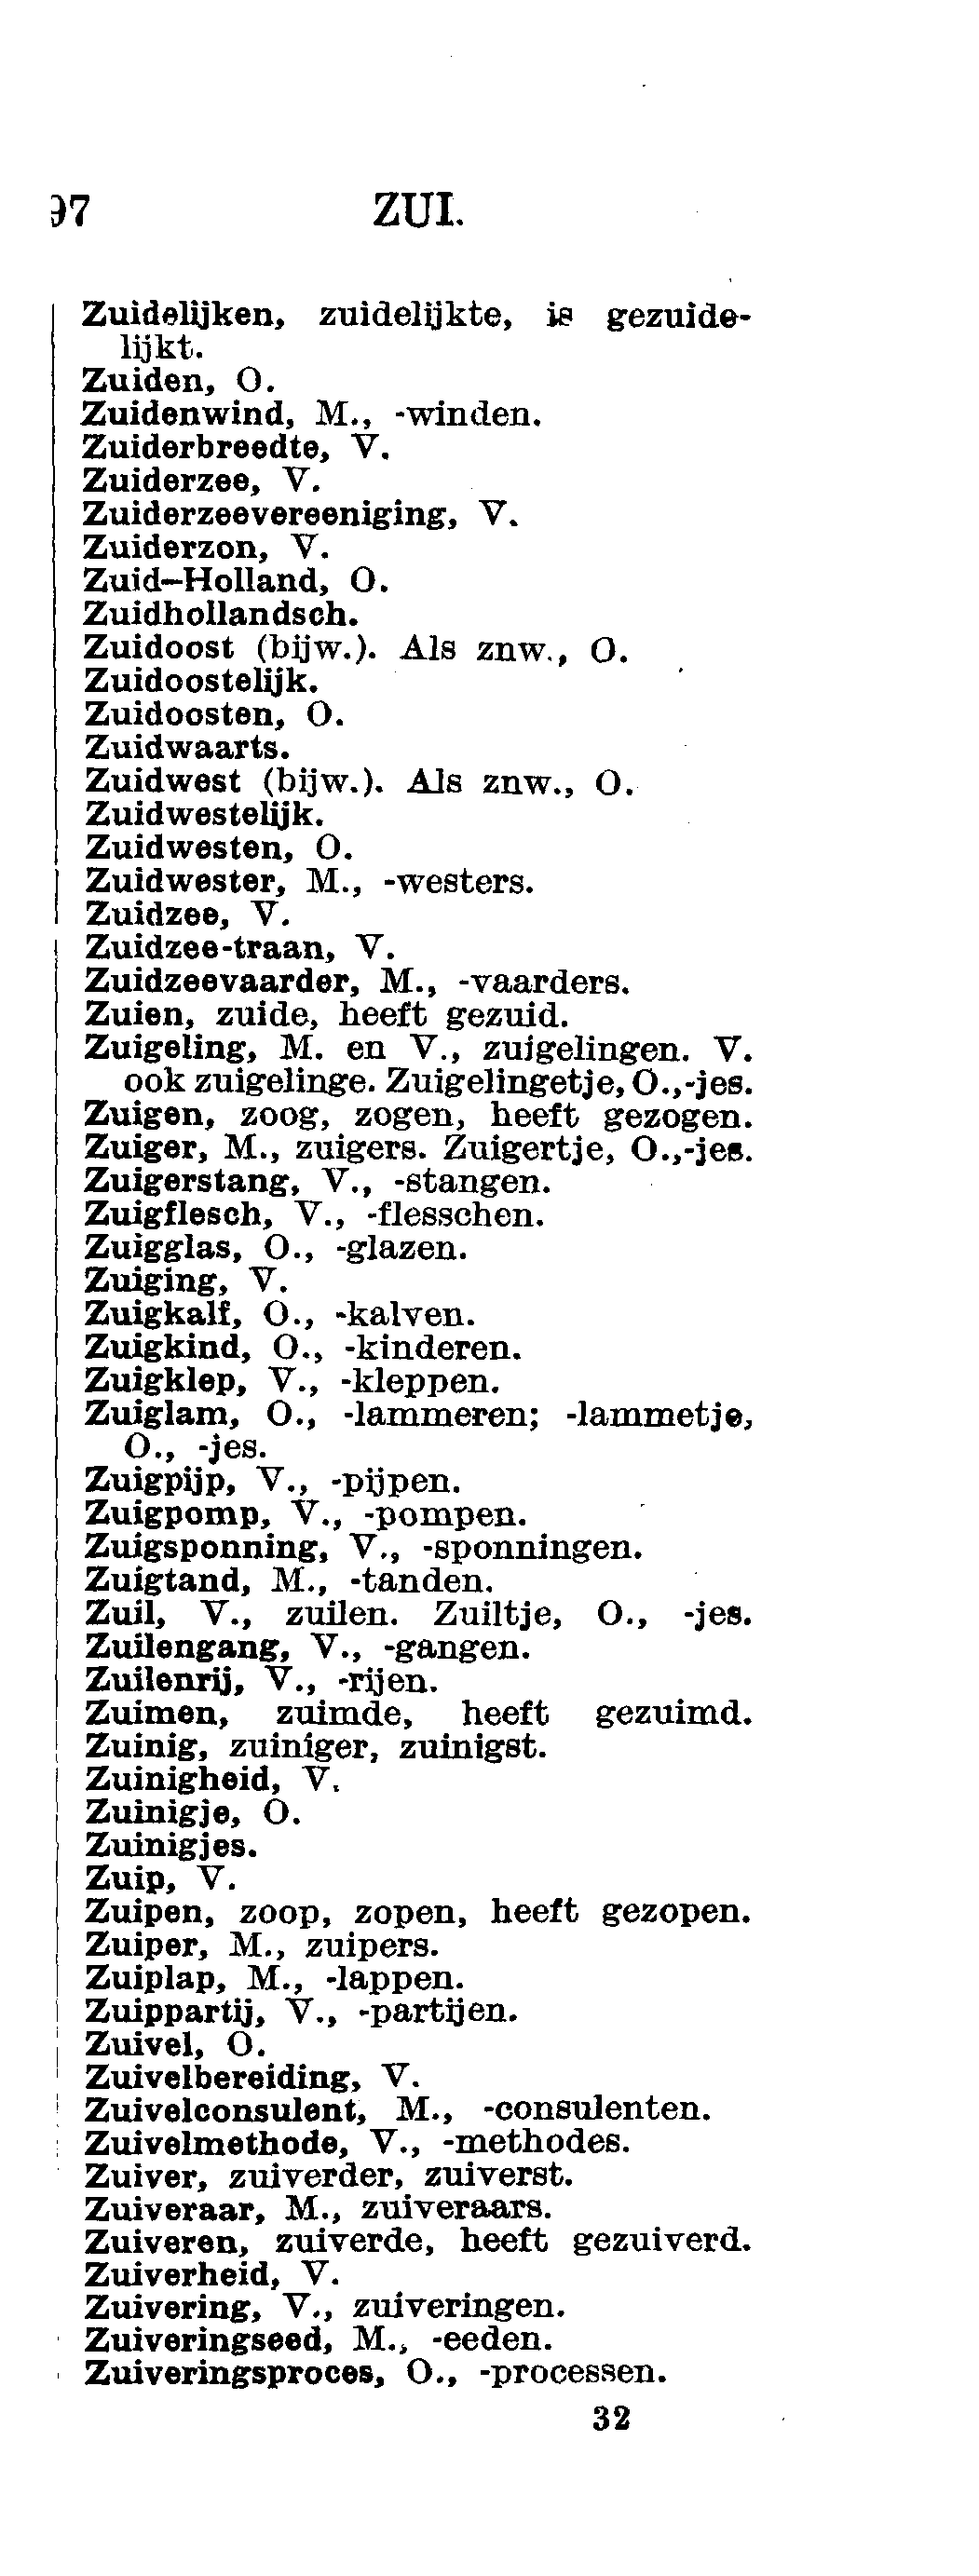 97 ZUI.
Zuidelijken, zuidelijkte, is gezuide-
lijkt.
Zuiden, O.
Zuidenwind, M., -winden.
Zuiderbreedte, V.
Zuiderzee, V.
Zuiderzeevereeniging, V.
Zuiderzon, V.
Zuid-Holland, O.
Zuidhollandsch.
Zuidoost (bijw.). Als znw., O.
Zuidoostelijk.
Zuidoosten, O.
Zuidwaarts.
Zuidwest (bijw.). Als znw., O.
Zuidwestelijk.
Zuidwesten, O.
Zuidwester, M., -westers.
Zuidzee, V.
Zuidzee-traan, V.
Zuidzeevaarder, M., -vaarders.
Zuien, zuide, heeft gezuid.
Zuigeling, M. en V., zuigelingen. V.
ook zuigelinge. Zuigelingetje, O.,-jes.
Zuigen, zoog, zogen, heeft gezogen.
Zuiger, M., zuigers. Zuigertje, O.,-jes.
Zuigerstang, V., -stangen.
Zuigflesch, V., -flesschen.
Zuigglas, O., -glazen.
Zuiging, V.
Zuigkalf, O., -kalven.
Zuigkind, O., -kinderen.
Zuigklep, V., -kleppen.
Zuiglam, O., -lammeren; -lammetje,
O., -jes.
Zuigpijp, V., -pijpen.
Zuigpomp, V., -pompen.
Zuigsponning, V., -sponningen.
Zuigtand, M., -tanden.
Zuil, V., zuilen. Zuiltje, O., -jes.
Zuilengang, V., -gangen.
Zuilenrij, V., -rijen.
Zuimen, zuimde, heeft gezuimd.
Zuinig, zuiniger, zuinigst.
Zuinigheid, V.
Zuinigje, O.
Zuinigjes.
Zuip, V.
Zuipen, zoop, zopen, heeft gezopen.
Zuiper, M., zuipers.
Zuiplap, M., -lappen.
Zuippartij, V., -partijen.
Zuivel, O.
Zuivelbereiding, V.
Zuivelconsulent, M., -consulenten.
Zuivelmethode, V., -methodes.
Zuiver, zuiverder, zuiverst.
Zuiveraar, M., zuiveraars.
Zuiveren, zuiverde, heeft gezuiverd.
Zuiverheid, V.
Zuivering, V., zuiveringen.
Zuiveringseed, M., -eeden.
Zuiveringsproces, O., -processen.
32